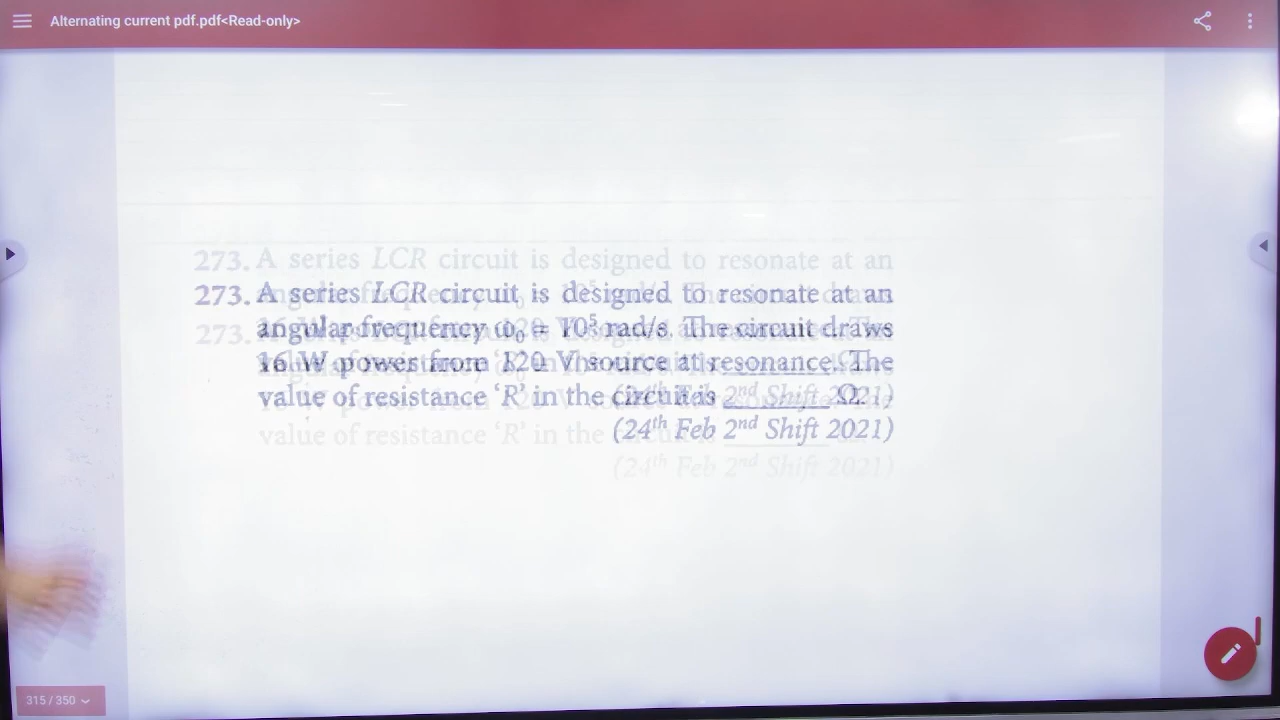 Alternating current pdf.pdf<Read-only>
273. A series LCR circuit is designed to resonate at an
angular frequency ω₀ = 10⁵ rad/s. The circuit draws
16 W power from 120 V source at resonance. The
value of resistance ‘R’ in the circuit is ________ Ω.
(24ᵗʰ Feb 2ⁿᵈ Shift 2021)
315 / 350